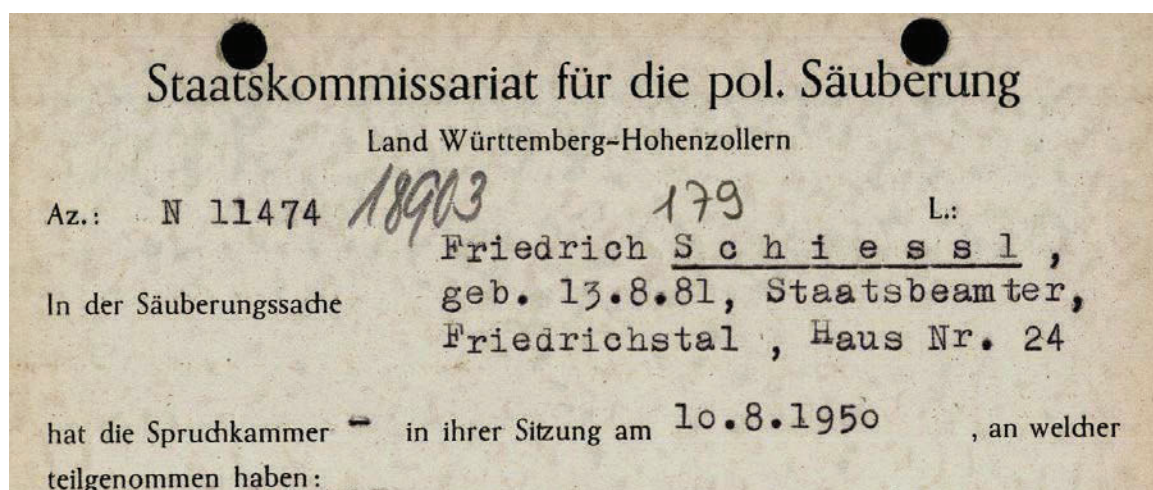 Staatskommissariat für die pol. Säuberung
Land Württemberg-Hohenzollern
Az.: N 11474 18903 179 L.:
Friedrich S c h i e s s l ,
In der Säuberungssache geb. 13.8.81, Staatsbeamter,
Friedrichstal , Haus Nr. 24
hat die Spruchkammer - in ihrer Sitzung am 10.8.1950 , an welcher
teilgenommen haben: